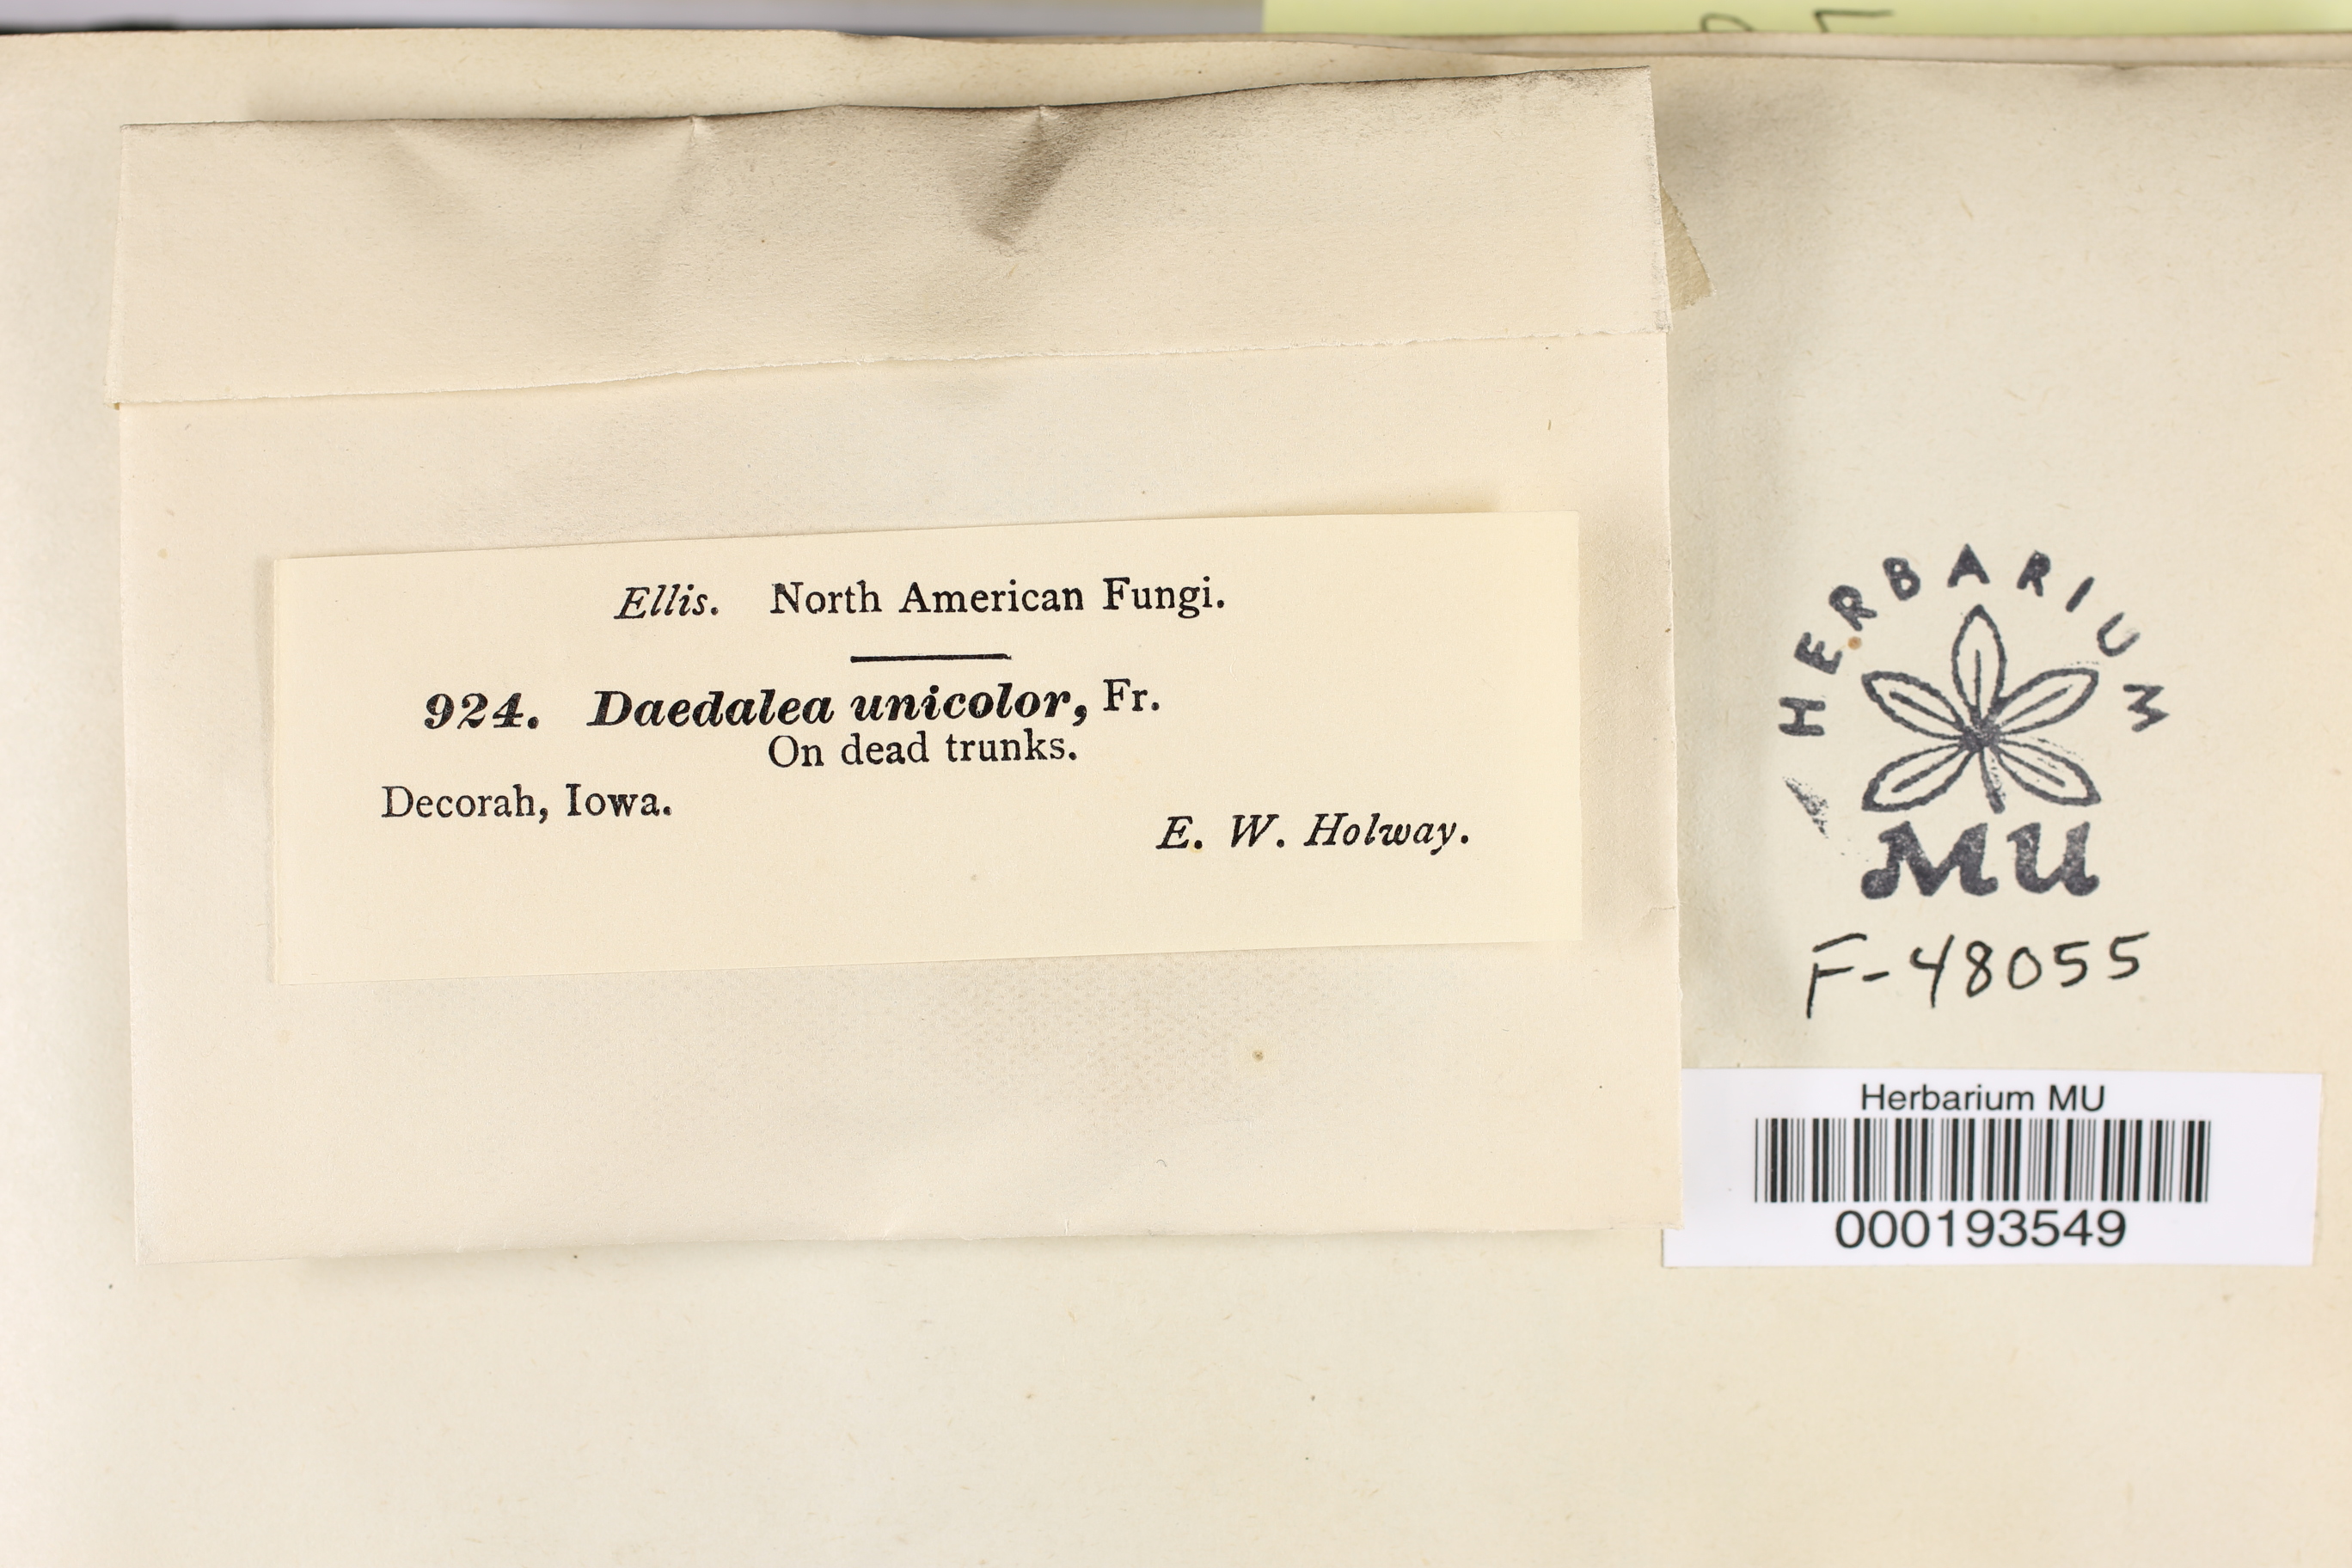 Ellis. North American Fungi.
924. Daedalea unicolor, Fr.
On dead trunks.
Decorah, Iowa.
E. W. Holway.
HERBARIUM
MU
F-48055
Herbarium MU
000193549